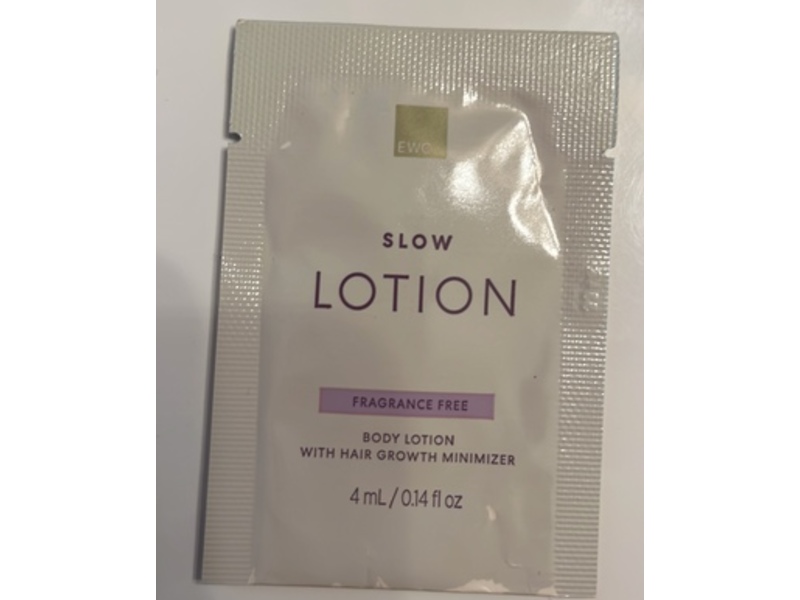 EWC
SLOW
LOTION
FRAGRANCE FREE
BODY LOTION
WITH HAIR GROWTH MINIMIZER
4 mL / 0.14 fl oz